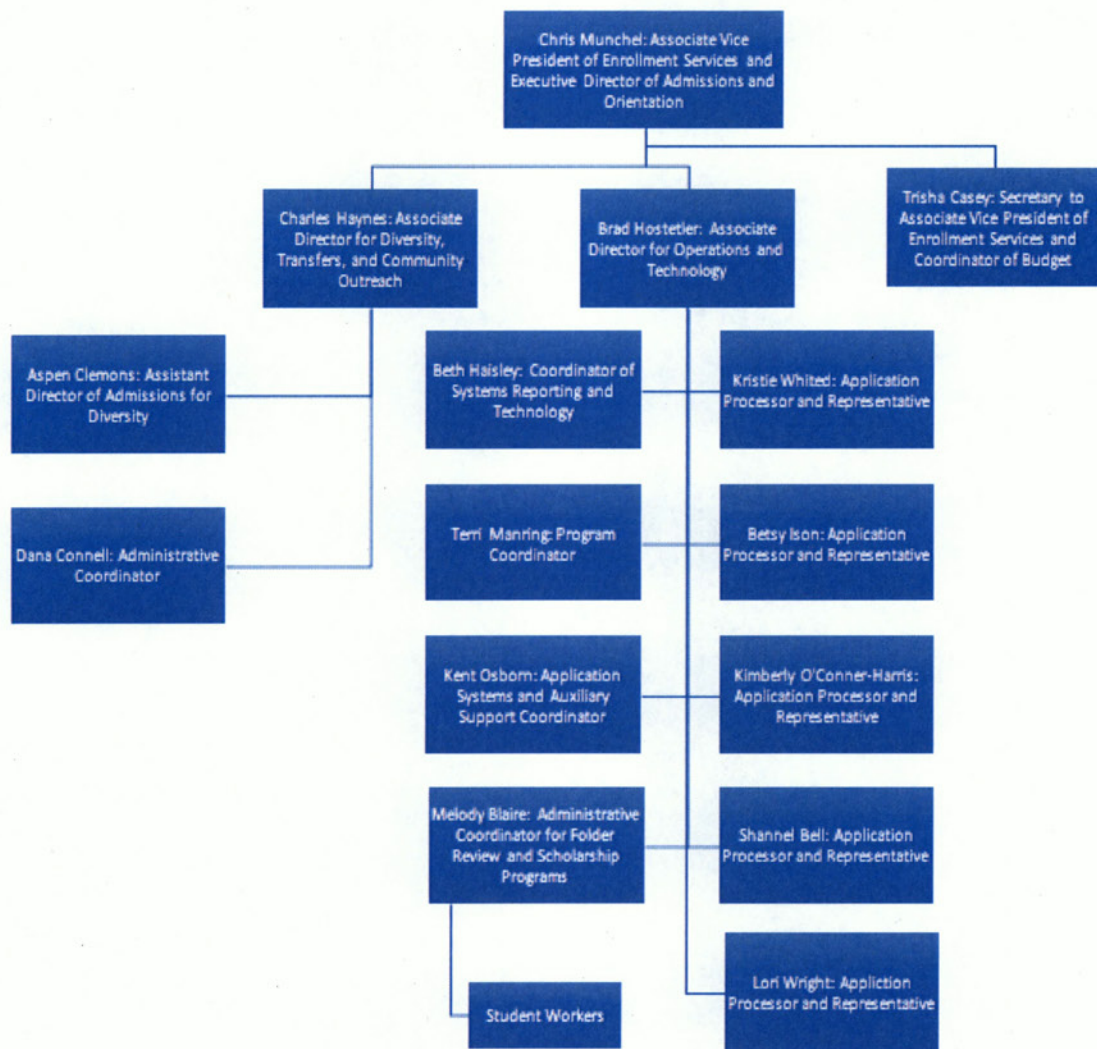 Chris Munchel: Associate Vice
President of Enrollment Services and
Executive Director of Admissions and
Orientation
Charles Haynes: Associate
Director for Diversity,
Transfers, and Community
Outreach
Brad Hostetler: Associate
Director for Operations and
Technology
Trisha Casey: Secretary to
Associate Vice President of
Enrollment Services and
Coordinator of Budget
Aspen Clemons: Assistant
Director of Admissions for
Diversity
Beth Haisley: Coordinator of
Systems Reporting and
Technology
Kristie Whited: Application
Processor and Representative
Dana Connell: Administrative
Coordinator
Terri Manring: Program
Coordinator
Betsy Ison: Application
Processor and Representative
Kent Osborn: Application
Systems and Auxiliary
Support Coordinator
Kimberly O'Conner-Harris:
Application Processor and
Representative
Melody Blaire: Administrative
Coordinator for Folder
Review and Scholarship
Programs
Shannel Bell: Application
Processor and Representative
Student Workers
Lori Wright: Appliction
Processor and Representative